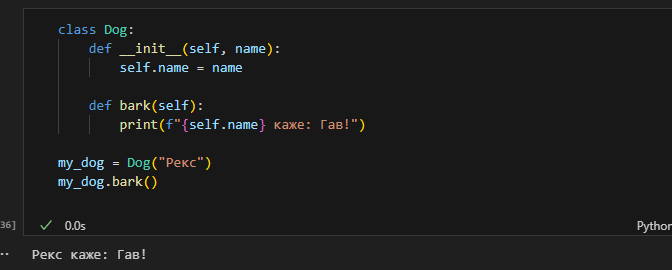 class Dog:
    def __init__(self, name):
        self.name = name
    def bark(self):
        print(f"{self.name} каже: Гав!")
my_dog = Dog("Рекс")
my_dog.bark()
36]
0.0s
Python
Рекс каже: Гав!